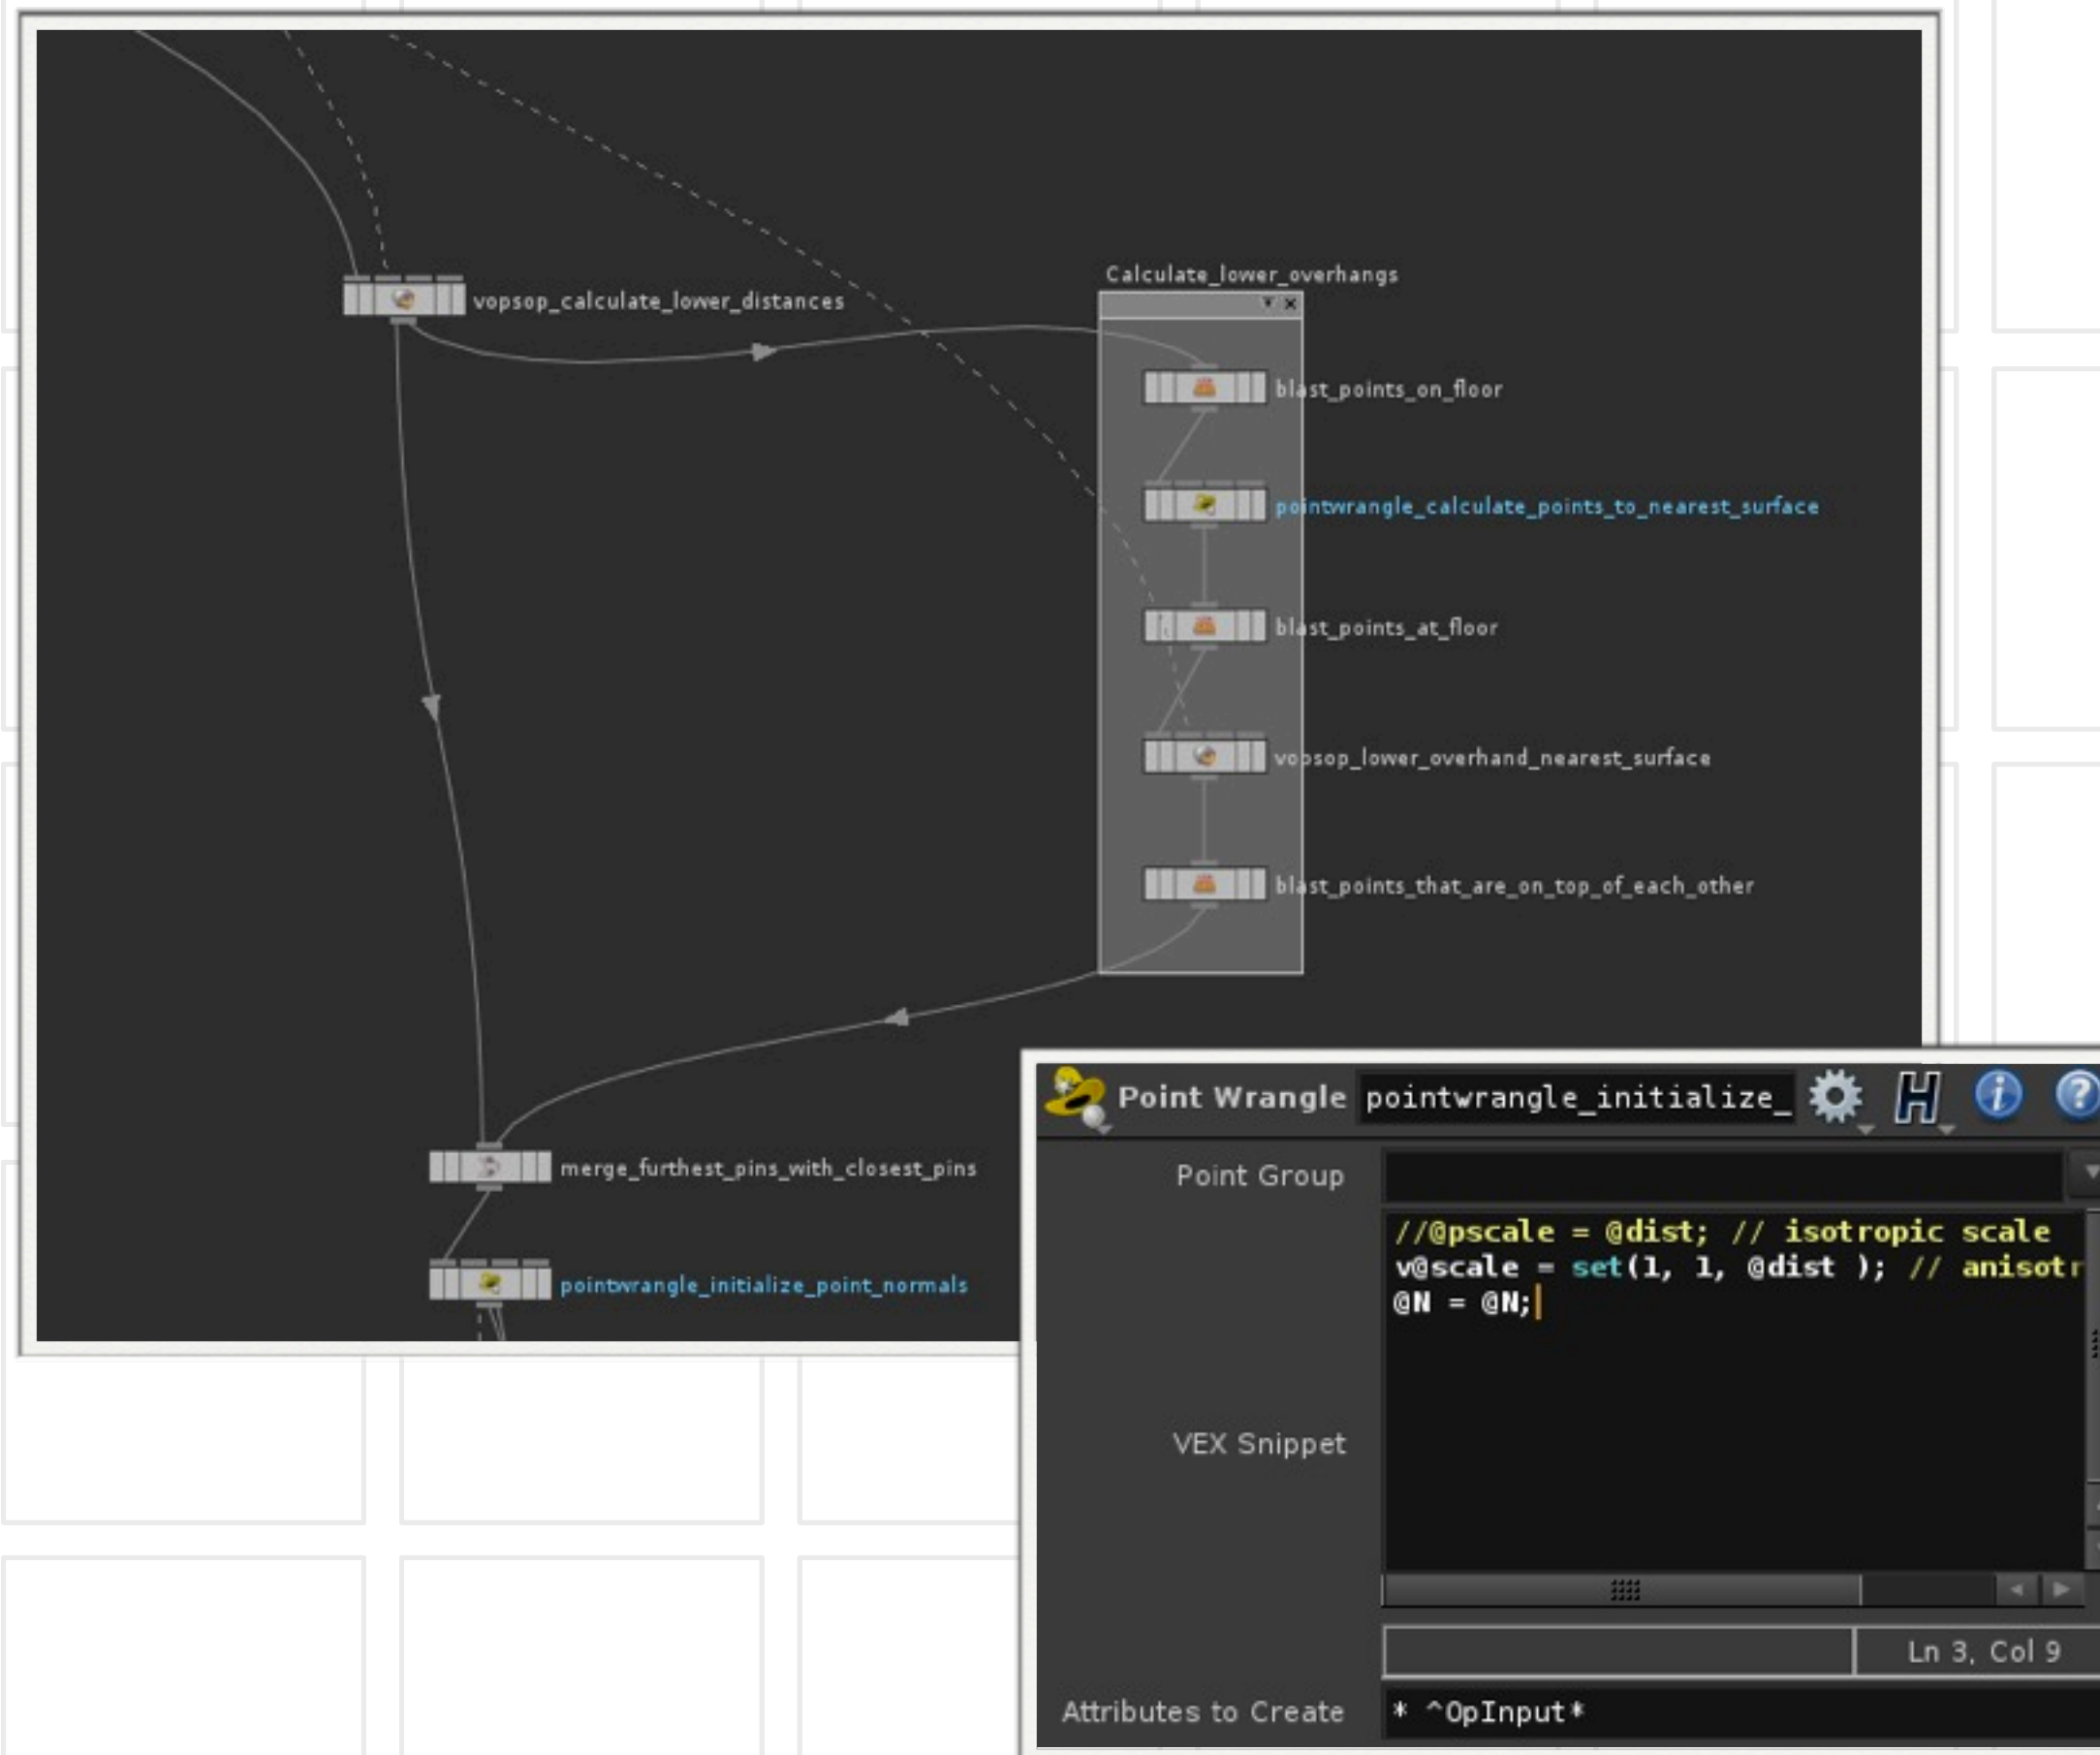 vopsop_calculate_lower_distances
Calculate_lower_overhangs
blast_points_on_floor
pointwrangle_calculate_points_to_nearest_surface
blast_points_at_floor
vopsop_lower_overhand_nearest_surface
blast_points_that_are_on_top_of_each_other
merge_furthest_pins_with_closest_pins
pointwrangle_initialize_point_normals
Point Wrangle pointwrangle_initialize_
Point Group
//@pscale = @dist; // isotropic scale
v@scale = set(1, 1, @dist ); // anisotr
@N = @N;
VEX Snippet
Ln 3, Col 9
Attributes to Create * ^OpInput*